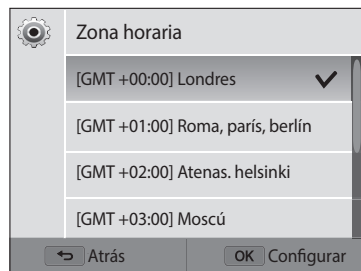 Zona horaria
[GMT +00:00] Londres
[GMT +01:00] Roma, parís, berlín
[GMT +02:00] Atenas. helsinki
[GMT +03:00] Moscú
Atrás OK Configurar